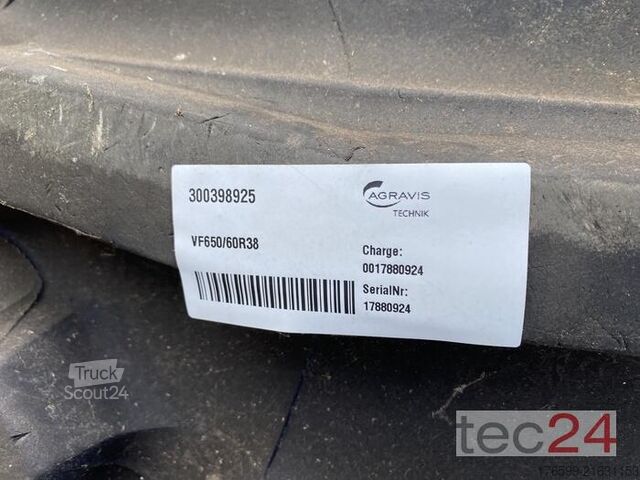 300398925
AGRAVIS
TECHNIK
VF650/60R38
Charge:
0017880924
SerialNr:
17880924
Truck
Scout24
tec24